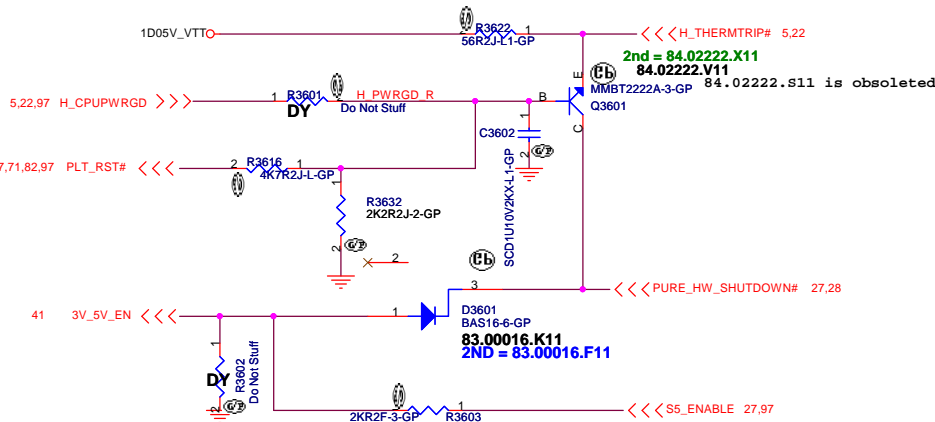 1D05V_VTT
R3622
2
56R2J-L1-GP
H_THERMTRIP# 5,22
2nd = 84.02222.X11
84.02222.V11
84.02222.S11 is obsoleted
E
MMBT2222A-3-GP
Q3601
B
C
5,22,97 H_CPUPWRGD
1
R3601
2
H_PWRGD_R
DY
Do Not Stuff
C3602
1
2
G/P
SCD1U10V2KX-L1-GP
7,71,82,97 PLT_RST#
2
R3616
1
4K7R2J-L-GP
1
R3632
2K2R2J-2-GP
2
G/P
2
3
PURE_HW_SHUTDOWN# 27,28
41 3V_5V_EN
1
D3601
BAS16-6-GP
83.00016.K11
2ND = 83.00016.F11
1
DY
R3602
Do Not Stuff
2
G/P
2KR2F-3-GP
R3603
1
S5_ENABLE 27,97